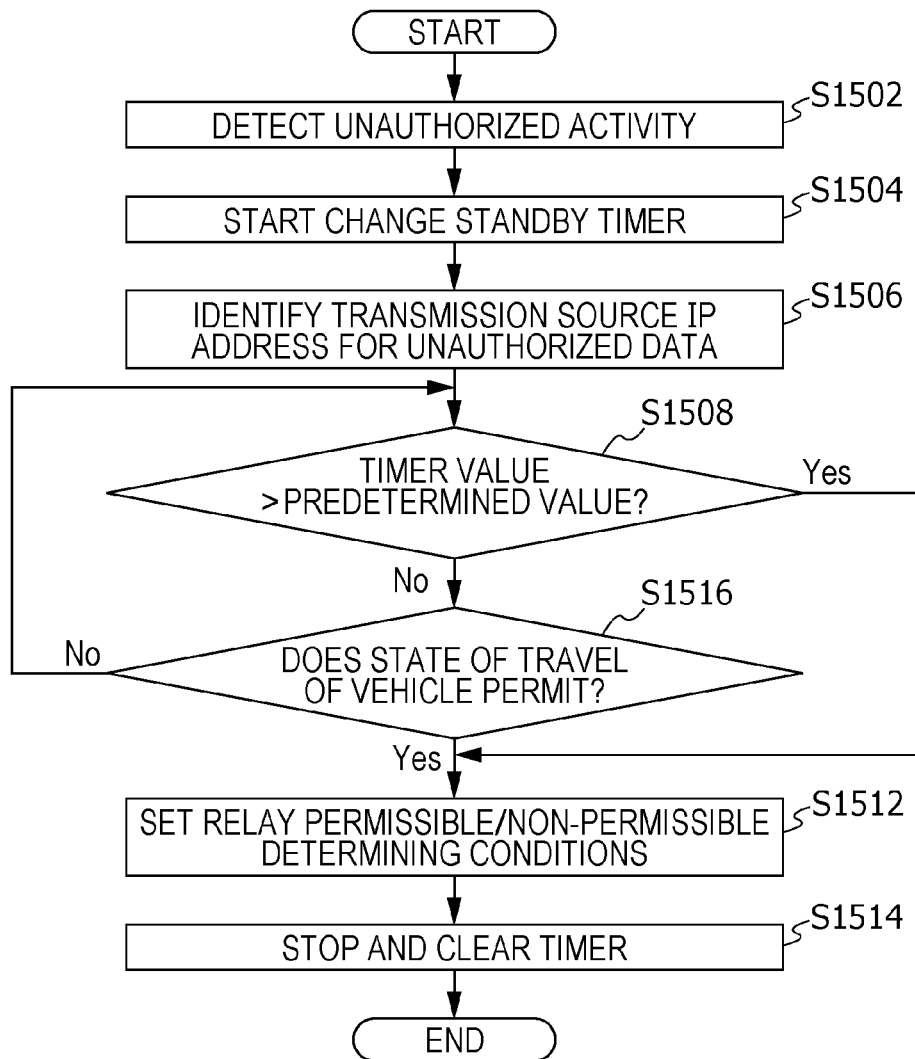 START
S1502
DETECT UNAUTHORIZED ACTIVITY
S1504
START CHANGE STANDBY TIMER
S1506
IDENTIFY TRANSMISSION SOURCE IP
ADDRESS FOR UNAUTHORIZED DATA
S1508
TIMER VALUE
>PREDETERMINED VALUE?
Yes
No
S1516
No
DOES STATE OF TRAVEL
OF VEHICLE PERMIT?
Yes
S1512
SET RELAY PERMISSIBLE/NON-PERMISSIBLE
DETERMINING CONDITIONS
S1514
STOP AND CLEAR TIMER
END